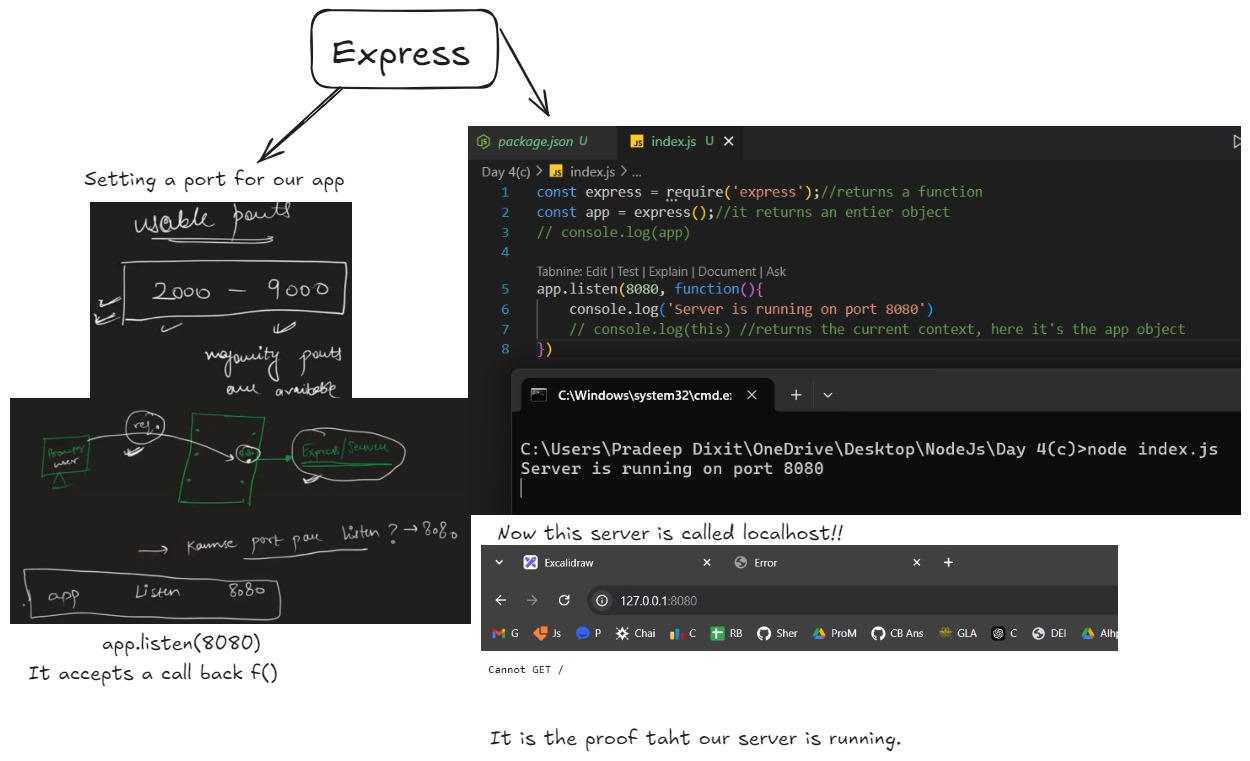 Express
Setting a port for our app
usable ports
2000 - 9000
majority ports
are available
req.
Browser
user
Express/Server
→ Kaunse port par listen? → 8080
app listen 8080
app.listen(8080)
It accepts a call back f()
package.json U
JS index.js U
Day 4(c) > JS index.js > ...
1 const express = require('express');//returns a function
2 const app = express();//it returns an entier object
3 // console.log(app)
4
Tabnine: Edit | Test | Explain | Document | Ask
5 app.listen(8080, function(){
6 console.log('Server is running on port 8080')
7 // console.log(this) //returns the current context, here it's the app object
8 })
C:\Windows\system32\cmd.e:
C:\Users\Pradeep Dixit\OneDrive\Desktop\NodeJs\Day 4(c)>node index.js
Server is running on port 8080
Now this server is called localhost!!
Excalidraw
Error
127.0.0.1:8080
G Js P Chai C RB Sher ProM CB Ans GLA C DEI Alhp
Cannot GET /
It is the proof taht our server is running.